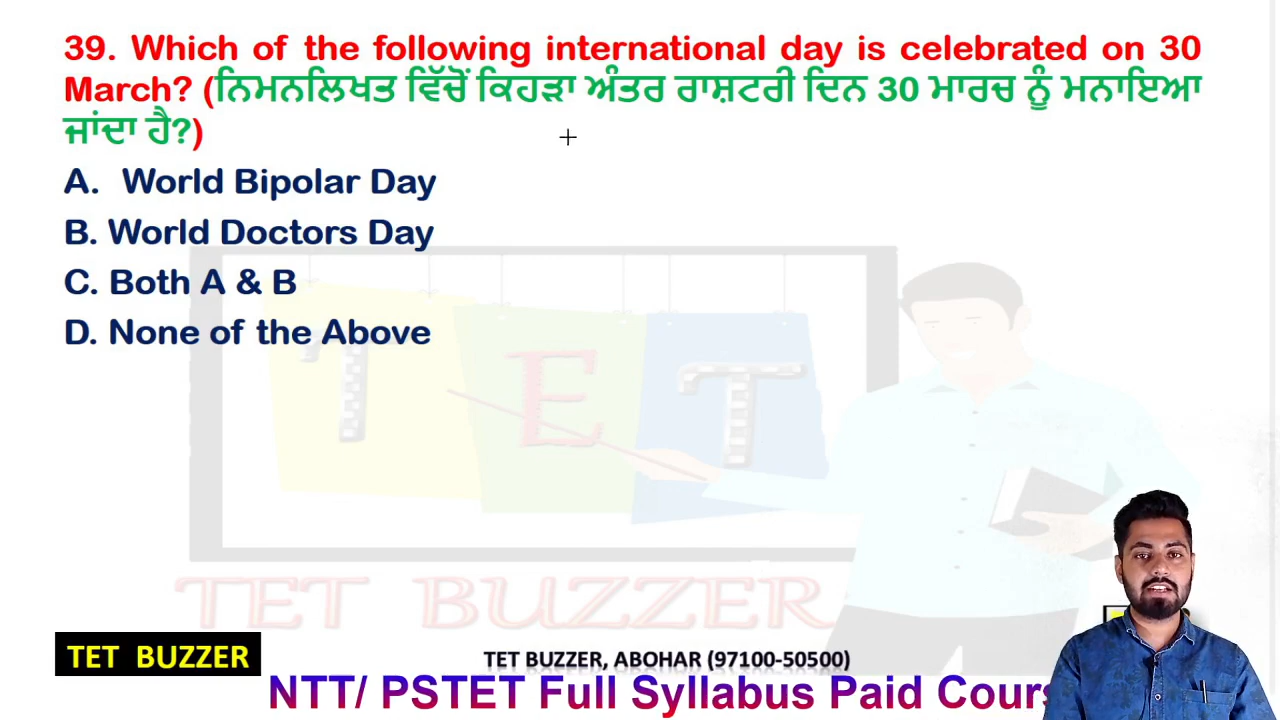 39. Which of the following international day is celebrated on 30
March? (ਨਿਮਨਲਿਖਤ ਵਿੱਚੋਂ ਕਿਹੜਾ ਅੰਤਰ ਰਾਸ਼ਟਰੀ ਦਿਨ 30 ਮਾਰਚ ਨੂੰ ਮਨਾਇਆ
ਜਾਂਦਾ ਹੈ?)
A. World Bipolar Day
B. World Doctors Day
C. Both A & B
D. None of the Above
T E T
TET BUZZER
TET BUZZER
TET BUZZER, ABOHAR (97100-50500)
NTT/ PSTET Full Syllabus Paid Cours